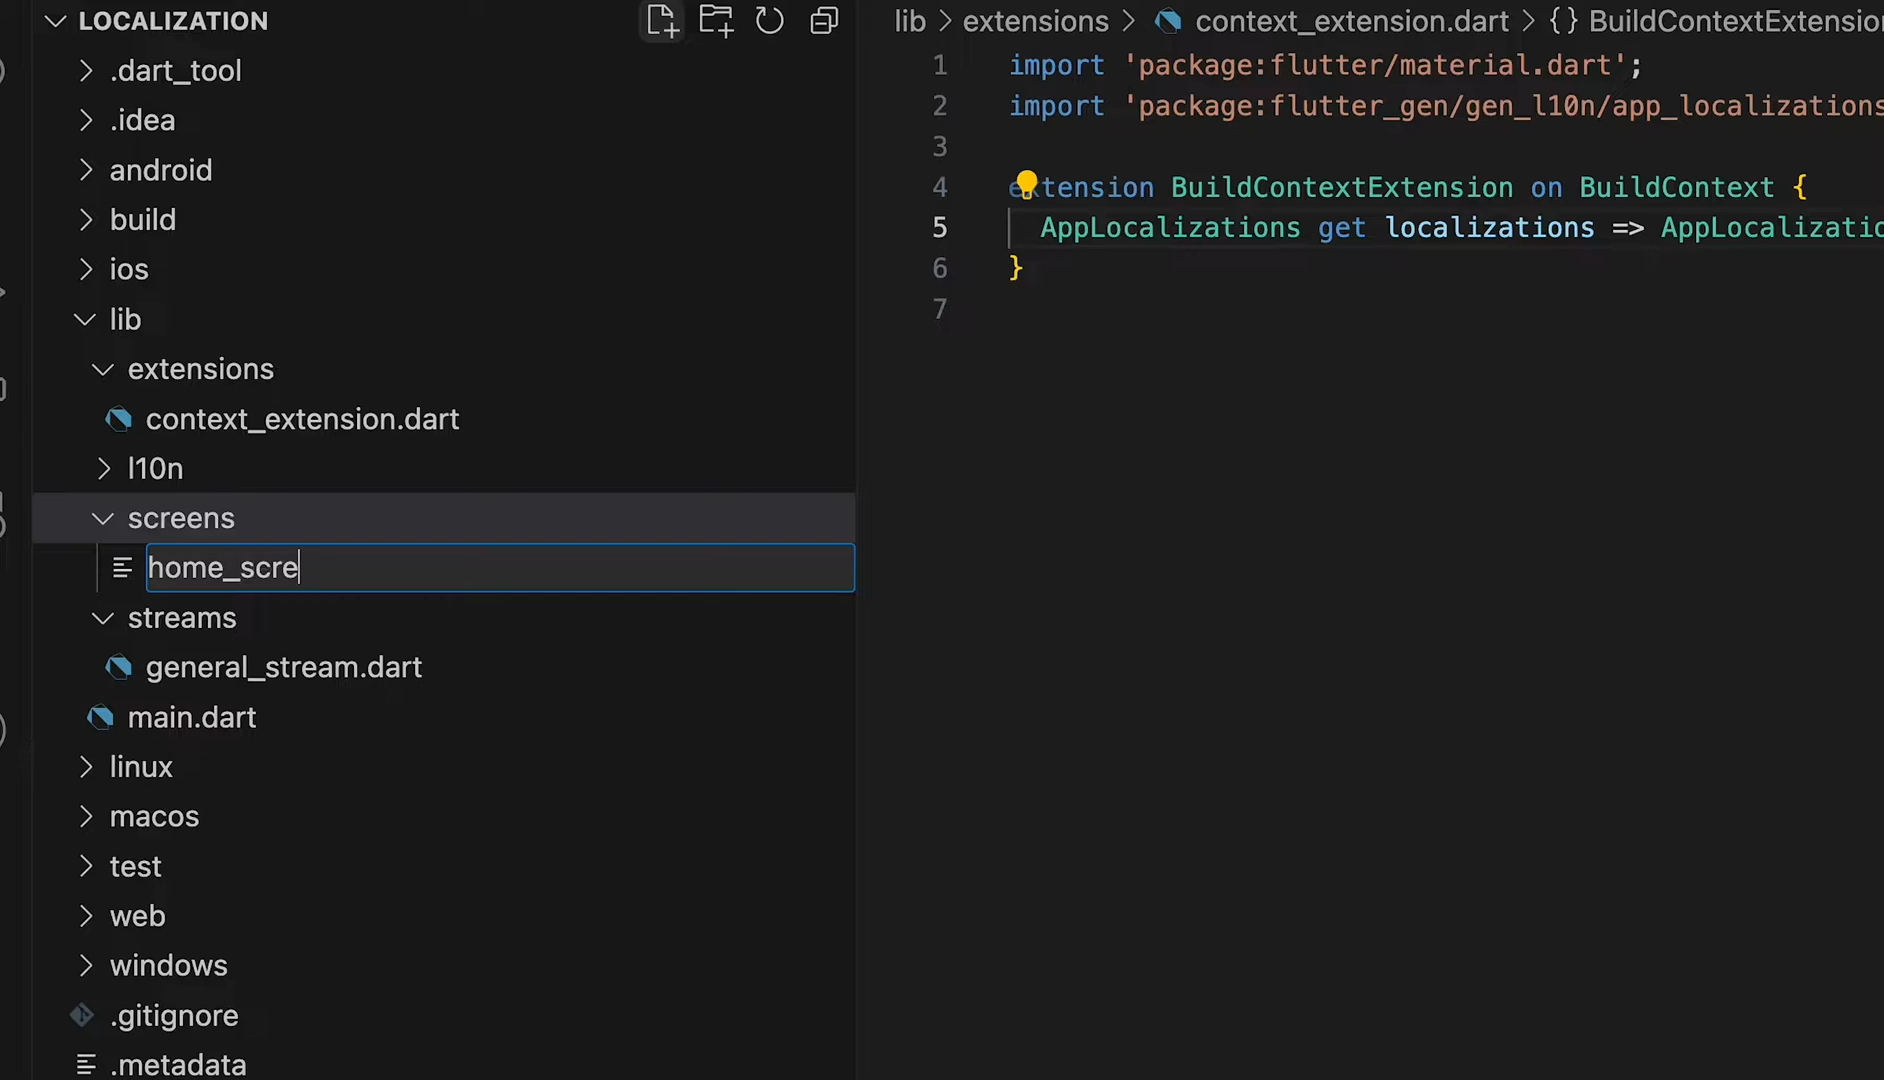 LOCALIZATION
.dart_tool
.idea
android
build
ios
lib
extensions
context_extension.dart
l10n
screens
home_scre
streams
general_stream.dart
main.dart
linux
macos
test
web
windows
.gitignore
.metadata
lib > extensions > context_extension.dart > {} BuildContextExtensio
1 import 'package:flutter/material.dart';
2 import 'package:flutter_gen/gen_l10n/app_localizations
3
4 extension BuildContextExtension on BuildContext {
5 AppLocalizations get localizations => AppLocalizatio
6 }
7